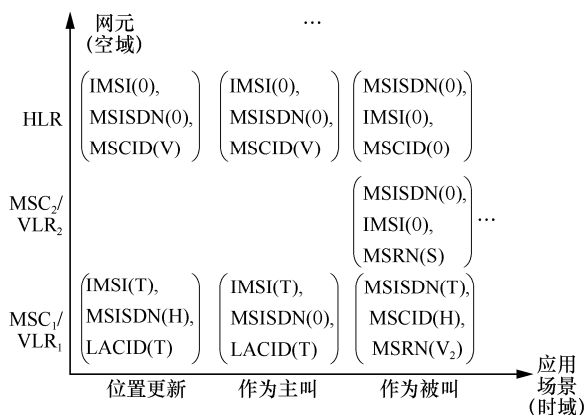 网元
(空域)
…
HLR
IMSI(0),
MSISDN(0),
MSCID(V)
IMSI(0),
MSISDN(0),
MSCID(V)
MSISDN(0),
IMSI(0),
MSCID(0)
MSC₂/
VLR₂
MSISDN(0),
IMSI(0),
MSRN(S)
…
MSC₁/
VLR₁
IMSI(T),
MSISDN(H),
LACID(T)
IMSI(T),
MSISDN(0),
LACID(T)
MSISDN(T),
MSCID(H),
MSRN(V₂)
位置更新
作为主叫
作为被叫
应用
场景
(时域)